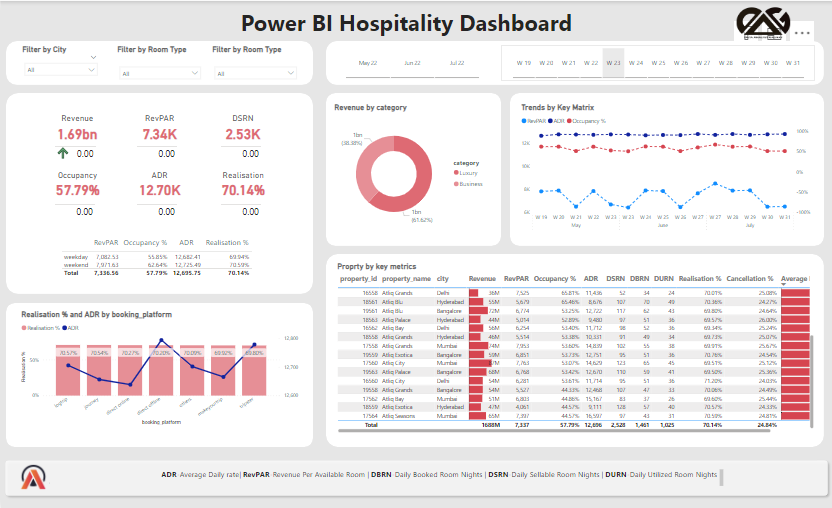 Power BI Hospitality Dashboard
Filter by City
Filter by Room Type
Filter by Room Type
All
All
All
May 22
Jun 22
Jul 22
W 19 W 20 W 21 W 22 W 23 W 24 W 25 W 26 W 27 W 28 W 29 W 30 W 31
Revenue
RevPAR
DSRN
1.69bn
7.34K
2.53K
0.00
0.00
0.00
Occupancy
ADR
Realisation
57.79%
12.70K
70.14%
0.00
0.00
0.00
RevPAR Occupancy % ADR Realisation %
weekday 7,082.53 55.85% 12,682.41 69.94%
weekend 7,971.63 62.64% 12,725.49 70.59%
Total 7,336.56 57.79% 12,695.75 70.14%
Revenue by category
1bn
(38.38%)
1bn
(61.62%)
category
Luxury
Business
Trends by Key Matrix
RevPAR ADR Occupancy %
12K
10K
8K
6K
100%
50%
0%
-50%
-100%
W 19 W 20 W 21 W 22 W 23 W 24 W 25 W 26 W 27 W 28 W 29 W 30 W 31
May
June
July
Realisation % and ADR by booking_platform
Realisation % ADR
Realisation %
50%
0%
70.57% 70.54% 70.27% 70.20% 70.09% 69.92% 69.80%
12,800
12,700
12,600
logtrip
journey
direct online
direct offline
others
makeyourtrip
tripster
booking_platform
Proprty by key metrics
property_id property_name city Revenue RevPAR Occupancy % ADR DSRN DBRN DURN Realisation % Cancellation % Average
16558 Atliq Grands Delhi 36M 7,525 65.81% 11,436 52 34 24 70.01% 25.08%
18561 Atliq Blu Hyderabad 55M 5,679 65.46% 8,676 107 70 49 70.36% 24.27%
19561 Atliq Blu Bangalore 72M 6,774 53.25% 12,722 117 62 43 69.80% 24.64%
18563 Atliq Palace Hyderabad 44M 5,014 52.89% 9,480 97 51 36 69.57% 26.00%
16562 Atliq Bay Delhi 56M 6,254 53.40% 11,712 98 52 36 69.34% 25.24%
18558 Atliq Grands Hyderabad 46M 5,514 53.38% 10,331 91 49 34 69.73% 25.07%
17558 Atliq Grands Mumbai 74M 7,953 53.60% 14,839 102 55 38 69.91% 25.67%
19559 Atliq Exotica Bangalore 59M 6,851 53.73% 12,751 95 51 36 70.76% 24.54%
17560 Atliq City Mumbai 7,763 53.07% 14,629 123 65 45 69.51% 25.12%
19563 Atliq Palace Bangalore 68M 6,768 53.42% 12,670 110 59 41 69.50% 25.36%
16560 Atliq City Delhi 54M 6,281 53.61% 11,714 95 51 36 71.20% 24.03%
19558 Atliq Grands Bangalore 54M 5,527 44.33% 12,468 107 47 33 70.06% 24.49%
17562 Atliq Bay Mumbai 51M 6,803 44.86% 15,167 83 37 26 69.60% 25.44%
18559 Atliq Exotica Hyderabad 47M 4,061 44.57% 9,111 128 57 40 70.57% 24.33%
17564 Atliq Seasons Mumbai 65M 7,397 44.57% 16,597 97 43 31 70.59% 24.81%
Total 1688M 7,337 57.79% 12,696 2,528 1,461 1,025 70.14% 24.84%
ADR-Average Daily rate| RevPAR-Revenue Per Available Room | DBRN-Daily Booked Room Nights | DSRN-Daily Sellable Room Nights | DURN-Daily Utilized Room Nights